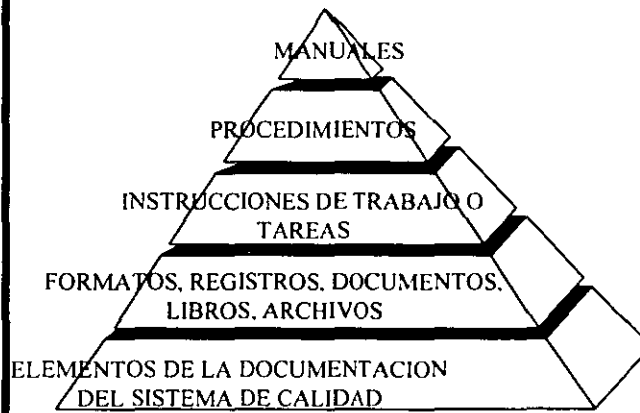 MANUALES
PROCEDIMIENTOS
INSTRUCCIONES DE TRABAJO O
TAREAS
FORMATOS, REGISTROS, DOCUMENTOS,
LIBROS, ARCHIVOS
ELEMENTOS DE LA DOCUMENTACION
DEL SISTEMA DE CALIDAD